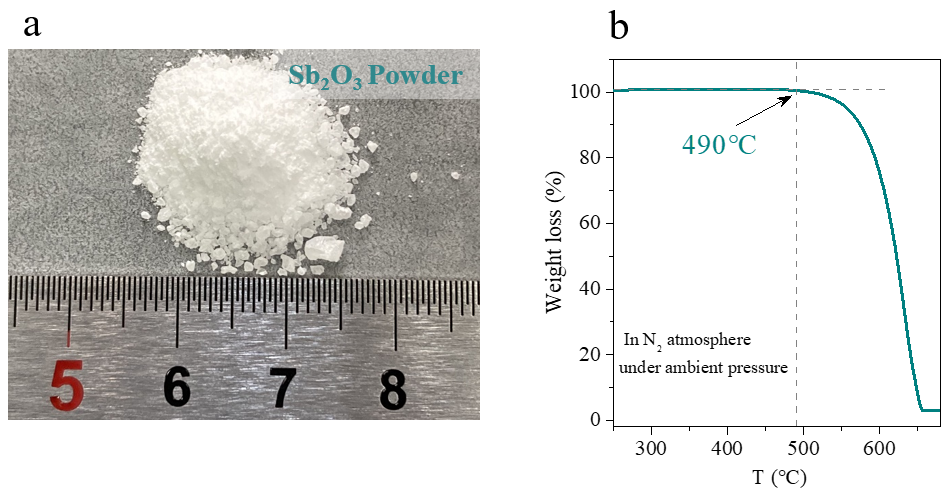 a
Sb₂O₃ Powder
5 6 7 8
b
Weight loss (%)
100
80
60
40
20
0
490℃
In N₂ atmosphere
under ambient pressure
300 400 500 600
T (℃)